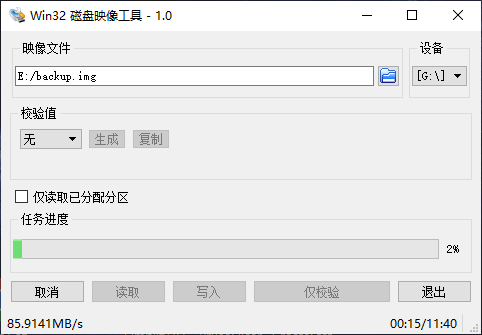 Win32 磁盘映像工具 - 1.0
映像文件
设备
E:/backup.img
[G:\]
校验值
无
生成
复制
仅读取已分配分区
任务进度
2%
取消
读取
写入
仅校验
退出
85.9141MB/s
00:15/11:40